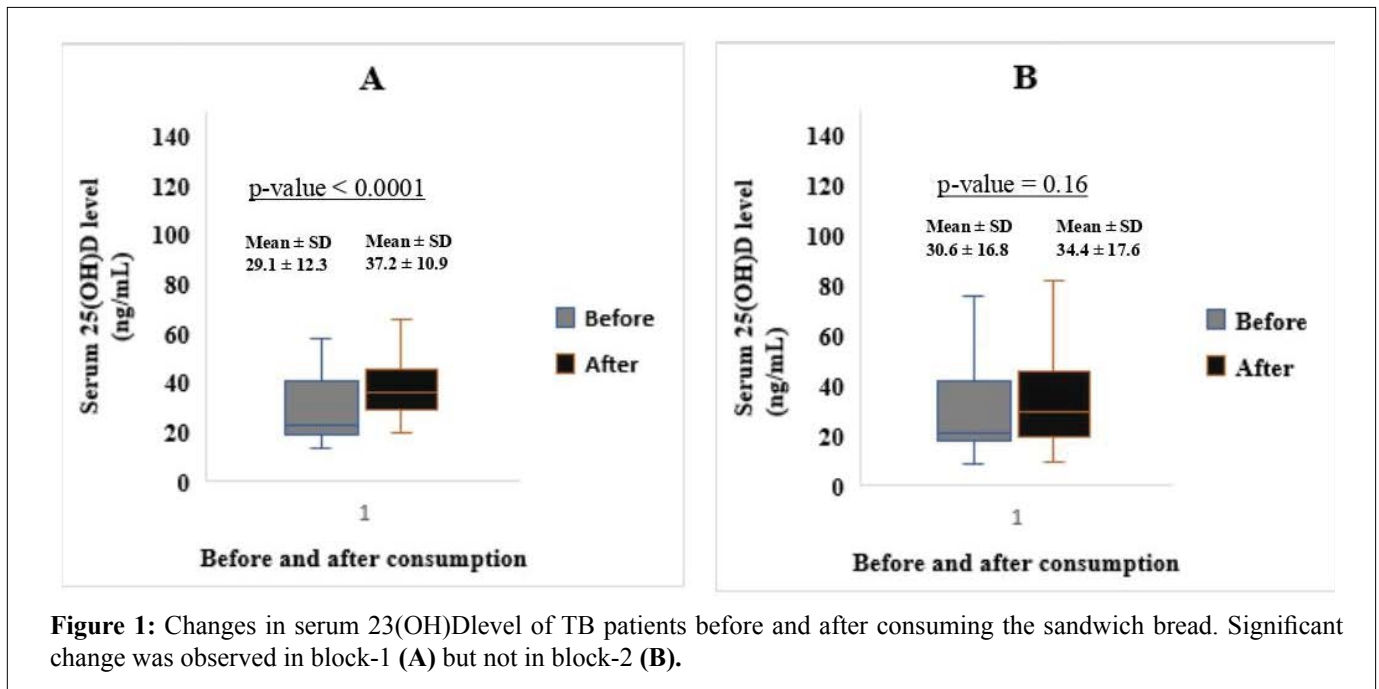 A
140
120
100
80
60
40
20
0
Serum 25(OH)D level
(ng/mL)
p-value < 0.0001
Mean ± SD Mean ± SD
29.1 ± 12.3 37.2 ± 10.9
Before
After
1
Before and after consumption
B
140
120
100
80
60
40
20
0
Serum 25(OH)D level
(ng/mL)
p-value = 0.16
Mean ± SD Mean ± SD
30.6 ± 16.8 34.4 ± 17.6
Before
After
1
Before and after consumption
Figure 1: Changes in serum 23(OH)Dlevel of TB patients before and after consuming the sandwich bread. Significant
change was observed in block-1 (A) but not in block-2 (B).